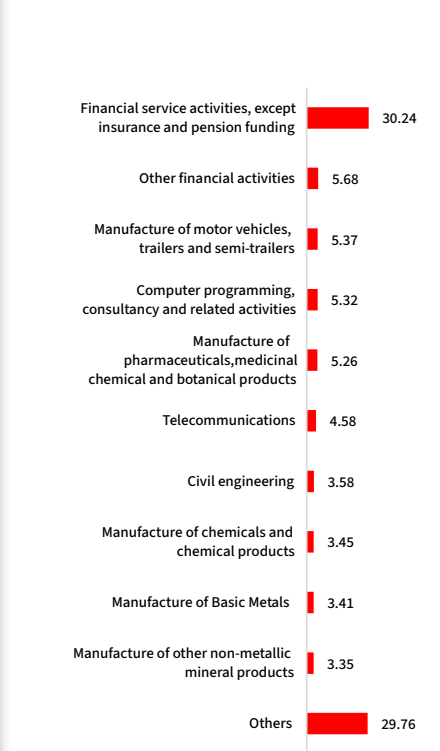 Financial service activities, except
insurance and pension funding
30.24
Other financial activities
5.68
Manufacture of motor vehicles,
trailers and semi-trailers
5.37
Computer programming,
consultancy and related activities
5.32
Manufacture of
pharmaceuticals,medicinal
chemical and botanical products
5.26
Telecommunications
4.58
Civil engineering
3.58
Manufacture of chemicals and
chemical products
3.45
Manufacture of Basic Metals
3.41
Manufacture of other non-metallic
mineral products
3.35
Others
29.76